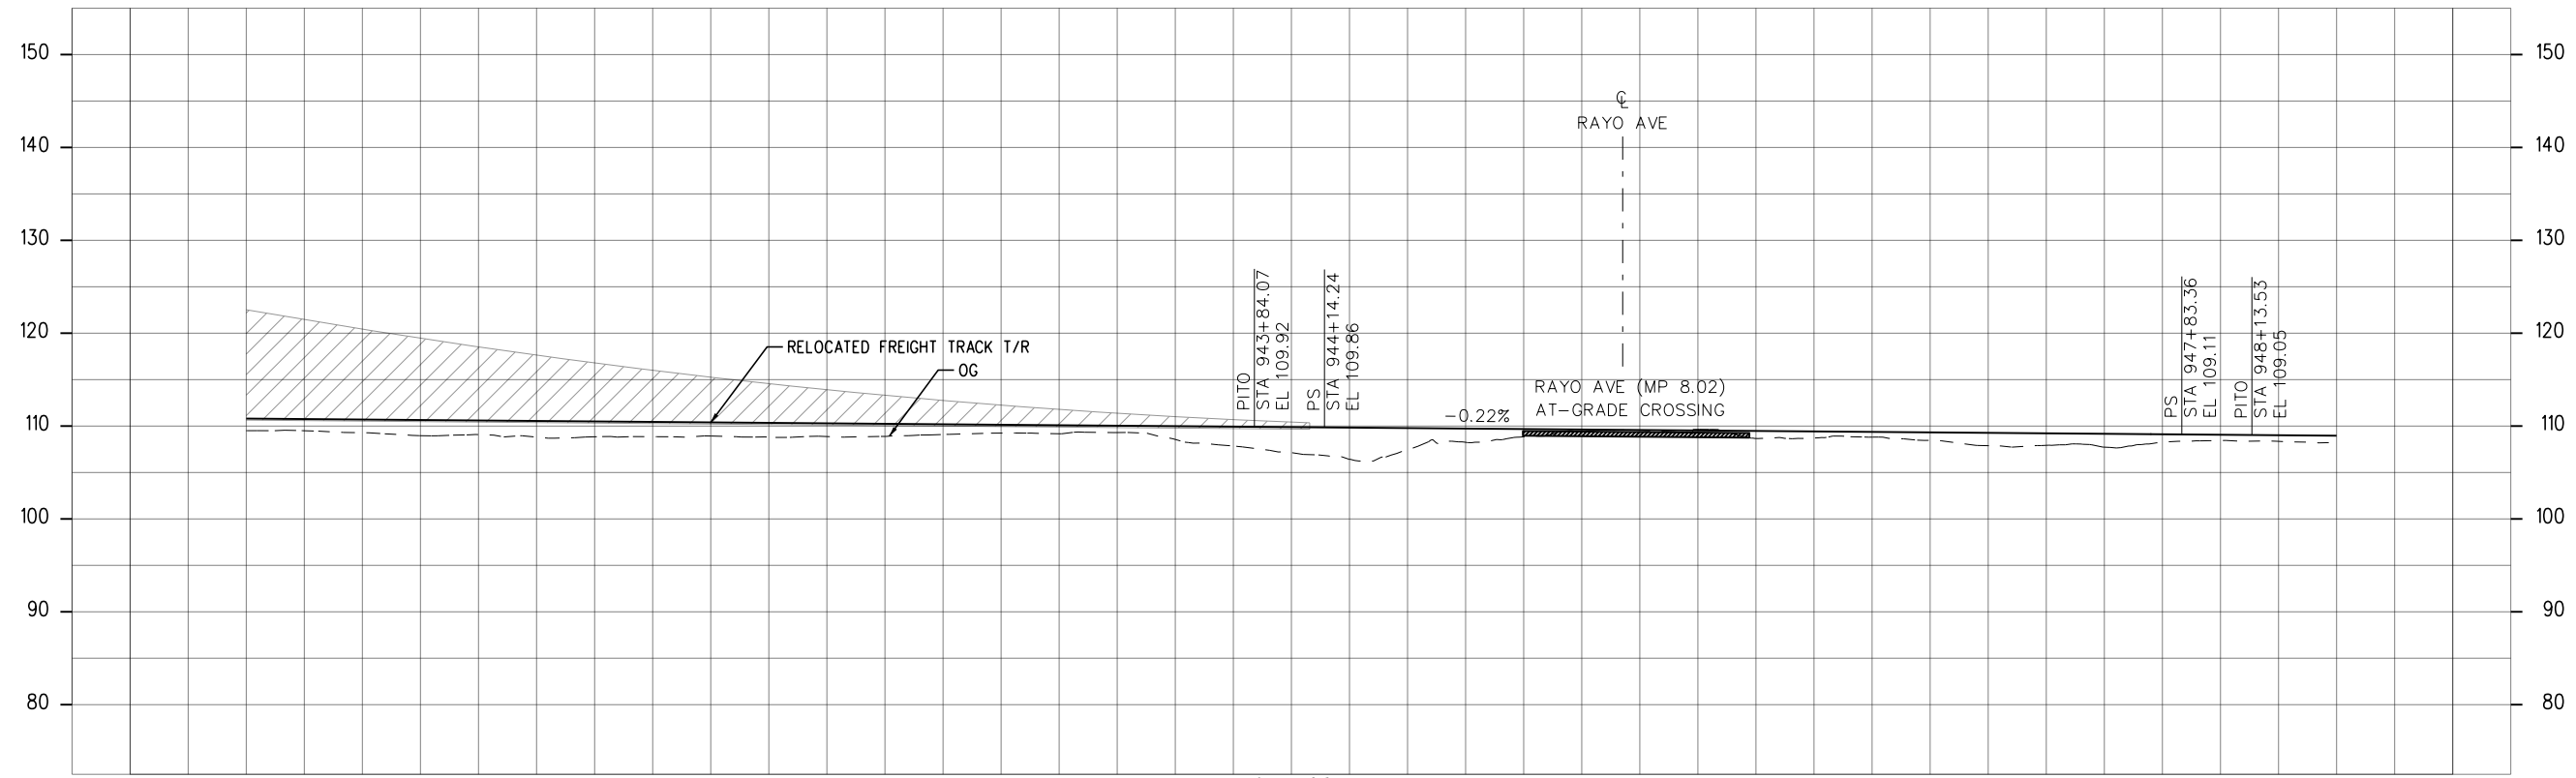 150
140
130
120
110
100
90
80
RELOCATED FREIGHT TRACK T/R
OG
PITO
STA 943+84.07
EL 109.92
PS
STA 944+14.24
EL 109.86
-0.22%
℄
RAYO AVE
RAYO AVE (MP 8.02)
AT-GRADE CROSSING
PS
STA 947+83.36
EL 109.11
PITO
STA 948+13.53
EL 109.05
150
140
130
120
110
100
90
80